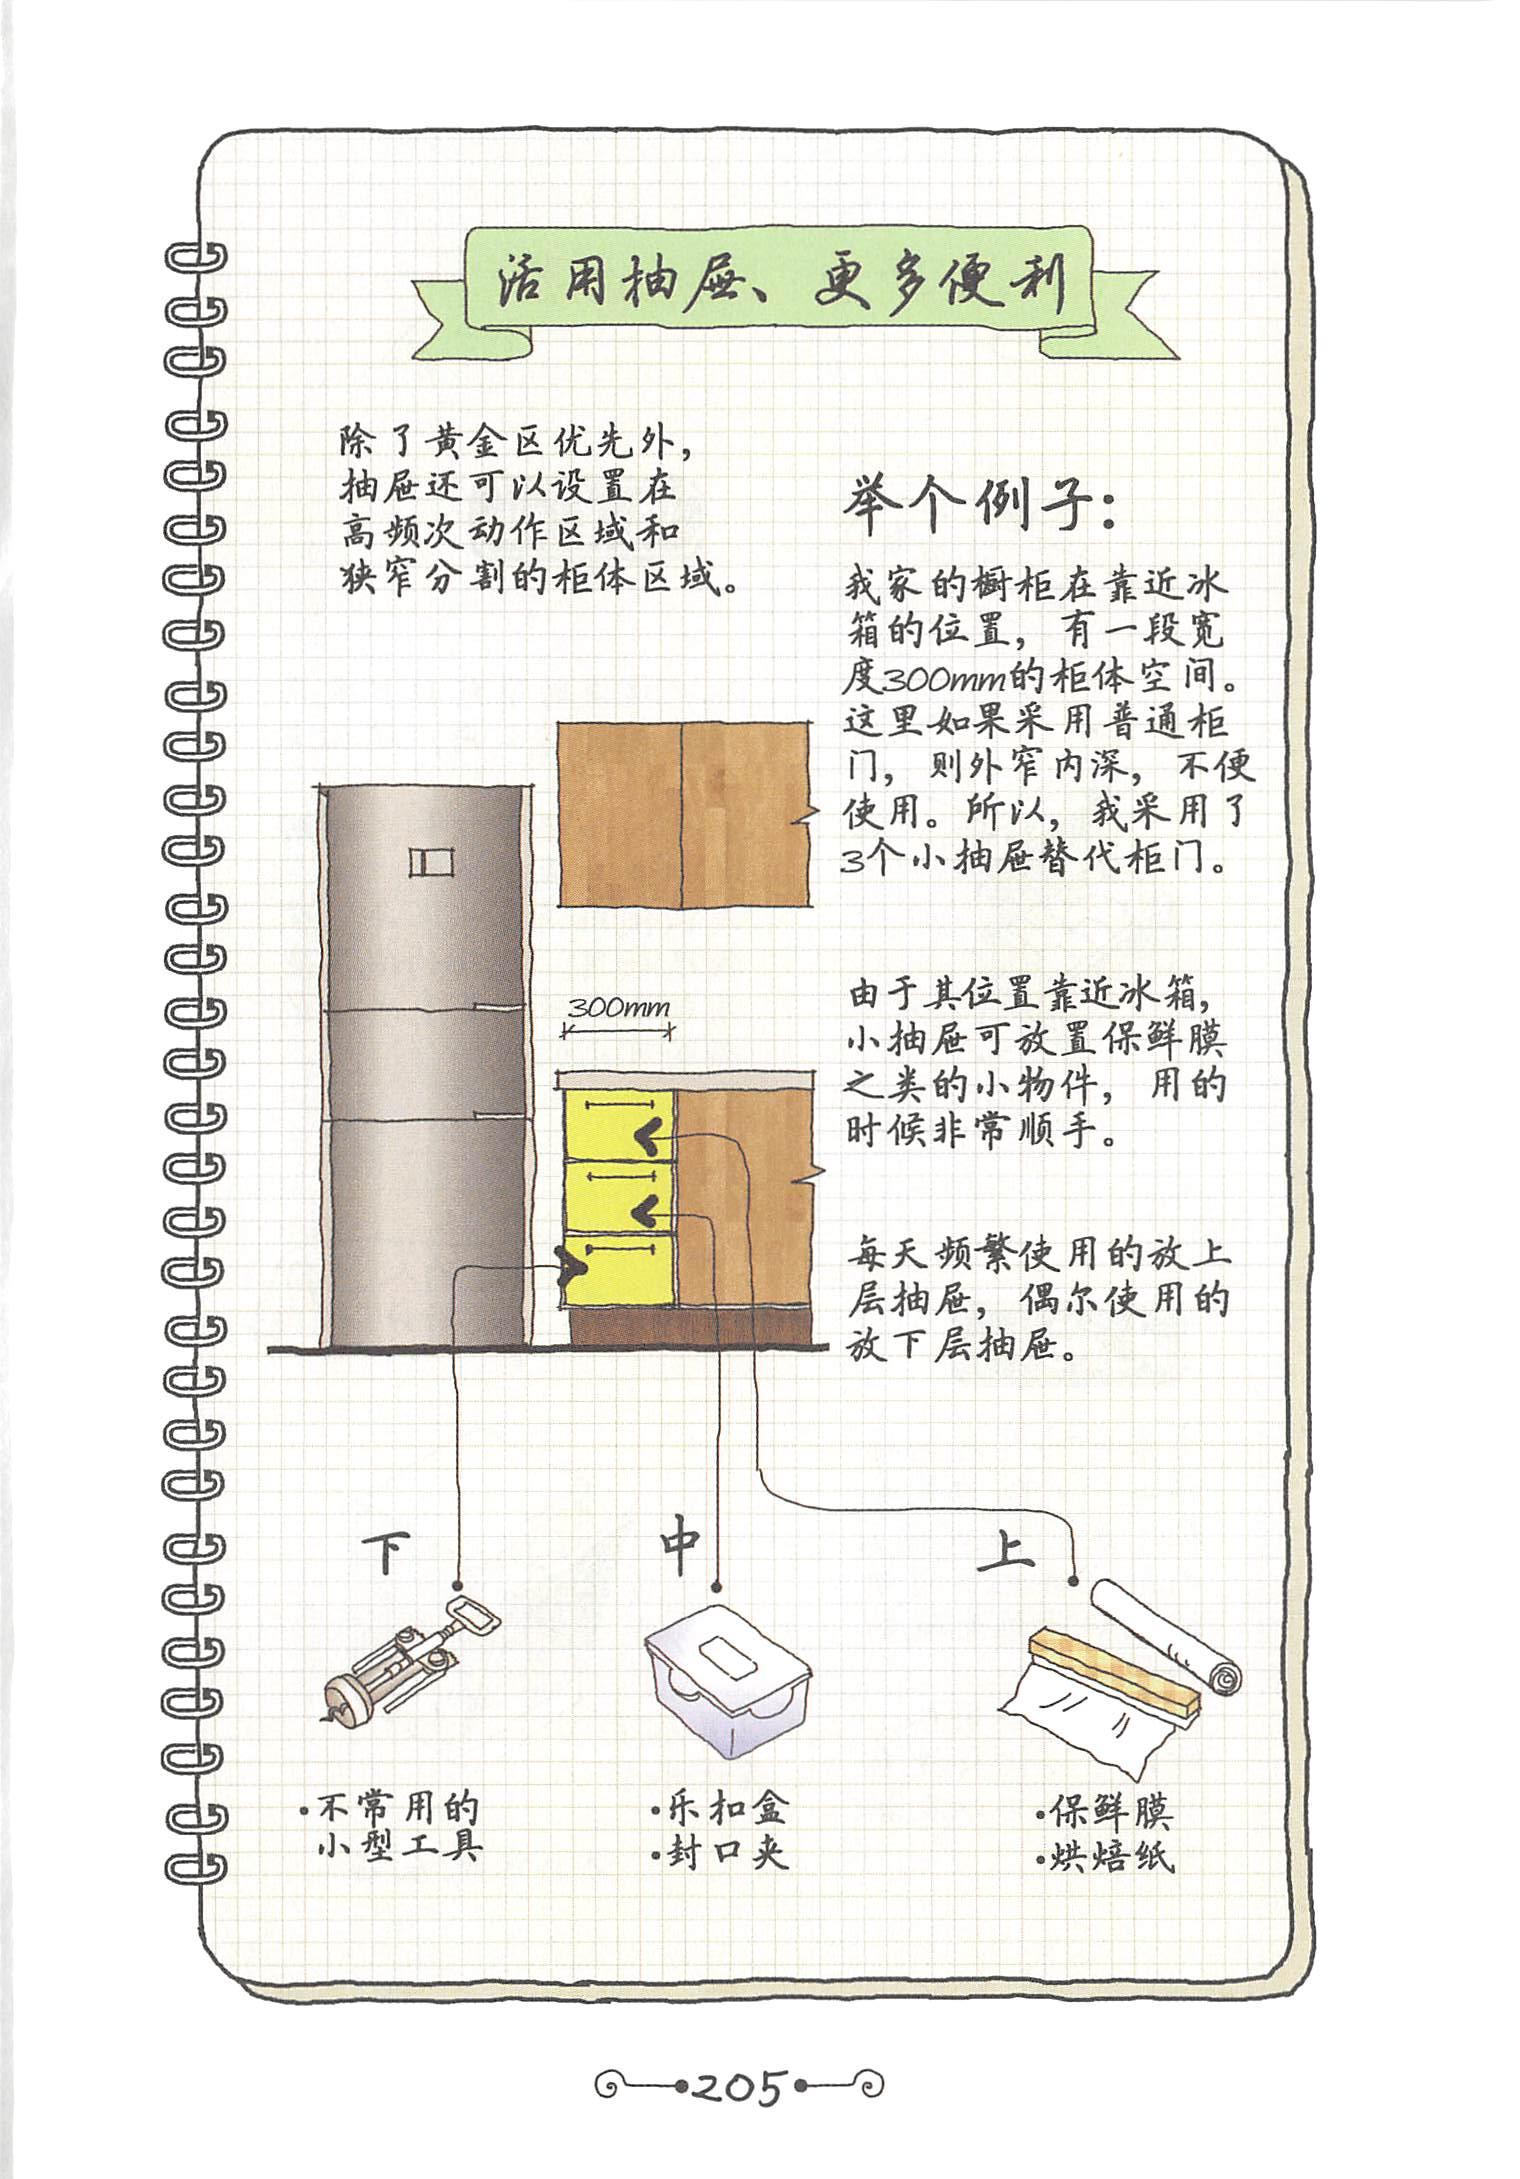 活用抽屉、更多便利
除了黄金区优先外，
抽屉还可以设置在
高频次动作区域和
狭窄分割的柜体区域。
举个例子：
我家的橱柜在靠近冰
箱的位置，有一段宽
度300mm的柜体空间。
这里如果采用普通柜
门，则外窄内深，不便
使用。所以，我采用了
3个小抽屉替代柜门。
300mm
由于其位置靠近冰箱，
小抽屉可放置保鲜膜
之类的小物件，用的
时候非常顺手。
每天频繁使用的放上
层抽屉，偶尔使用的
放下层抽屉。
下
·不常用的
小型工具
中
·乐扣盒
·封口夹
上
·保鲜膜
·烘焙纸
205